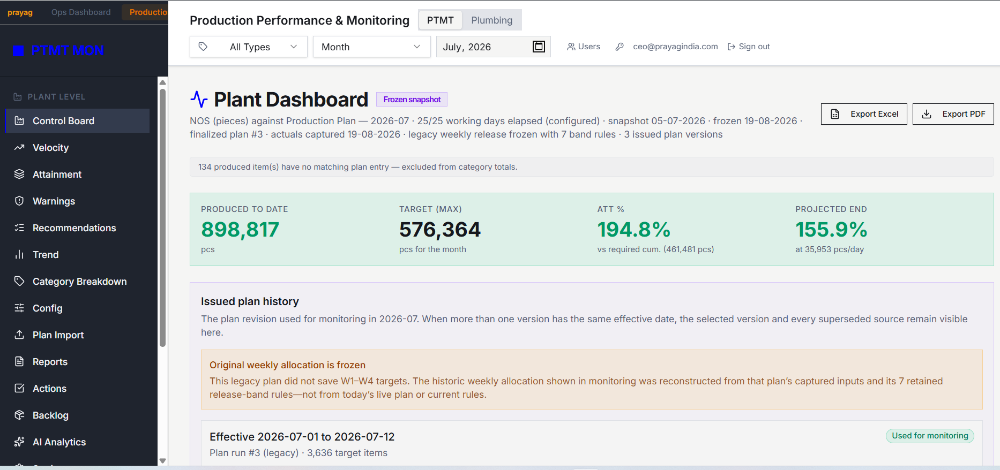 prayag
Ops Dashboard
Productio
PTMT MON
PLANT LEVEL
Control Board
Velocity
Attainment
Warnings
Recommendations
Trend
Category Breakdown
Config
Plan Import
Reports
Actions
Backlog
AI Analytics
Production Performance & Monitoring
PTMT
Plumbing
All Types
Month
July, 2026
Users
ceo@prayagindia.com
Sign out
Plant Dashboard
Frozen snapshot
NOS (pieces) against Production Plan — 2026-07 · 25/25 working days elapsed (configured) · snapshot 05-07-2026 · frozen 19-08-2026 ·
finalized plan #3 · actuals captured 19-08-2026 · legacy weekly release frozen with 7 band rules · 3 issued plan versions
Export Excel
Export PDF
134 produced item(s) have no matching plan entry — excluded from category totals.
PRODUCED TO DATE
898,817
pcs
TARGET (MAX)
576,364
pcs for the month
ATT %
194.8%
vs required cum. (461,481 pcs)
PROJECTED END
155.9%
at 35,953 pcs/day
Issued plan history
The plan revision used for monitoring in 2026-07. When more than one version has the same effective date, the selected version and every superseded source remain visible
here.
Original weekly allocation is frozen
This legacy plan did not save W1–W4 targets. The historic weekly allocation shown in monitoring was reconstructed from that plan’s captured inputs and its 7 retained
release-band rules—not from today’s live plan or current rules.
Effective 2026-07-01 to 2026-07-12
Used for monitoring
Plan run #3 (legacy) · 3,636 target items